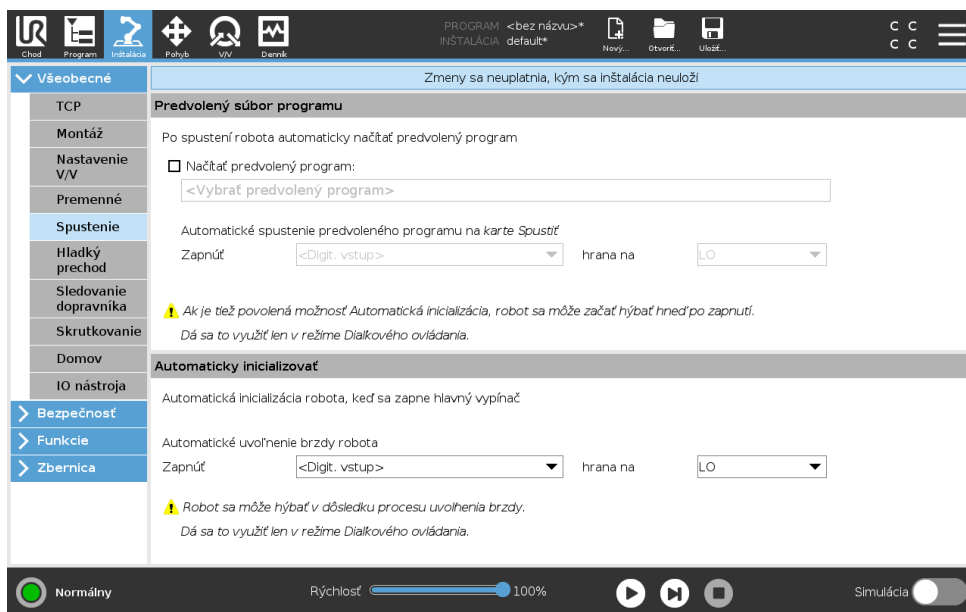 PROGRAM <bez názvu>*
INŠTALÁCIA default*
Chod Program Inštalácia Pohyb V/V Denník Nový... Otvoriť... Uložiť...
C C
C C
Všeobecné
TCP
Montáž
Nastavenie
V/V
Premenné
Spustenie
Hladký
prechod
Sledovanie
dopravníka
Skrutkovanie
Domov
IO nástroja
Bezpečnosť
Funkcie
Zbernica
Zmeny sa neuplatnia, kým sa inštalácia neuloží
Predvolený súbor programu
Po spustení robota automaticky načítať predvolený program
Načítať predvolený program:
<Vybrať predvolený program>
Automatické spustenie predvoleného programu na karte Spustiť
Zapnúť <Digit. vstup> hrana na LO
Ak je tiež povolená možnosť Automatická inicializácia, robot sa môže začať hýbať hneď po zapnutí.
Dá sa to využiť len v režime Diaľkového ovládania.
Automaticky inicializovať
Automatická inicializácia robota, keď sa zapne hlavný vypínač
Automatické uvoľnenie brzdy robota
Zapnúť <Digit. vstup> hrana na LO
Robot sa môže hýbať v dôsledku procesu uvoľnenia brzdy.
Dá sa to využiť len v režime Diaľkového ovládania.
Normálny Rýchlosť 100% Simulácia